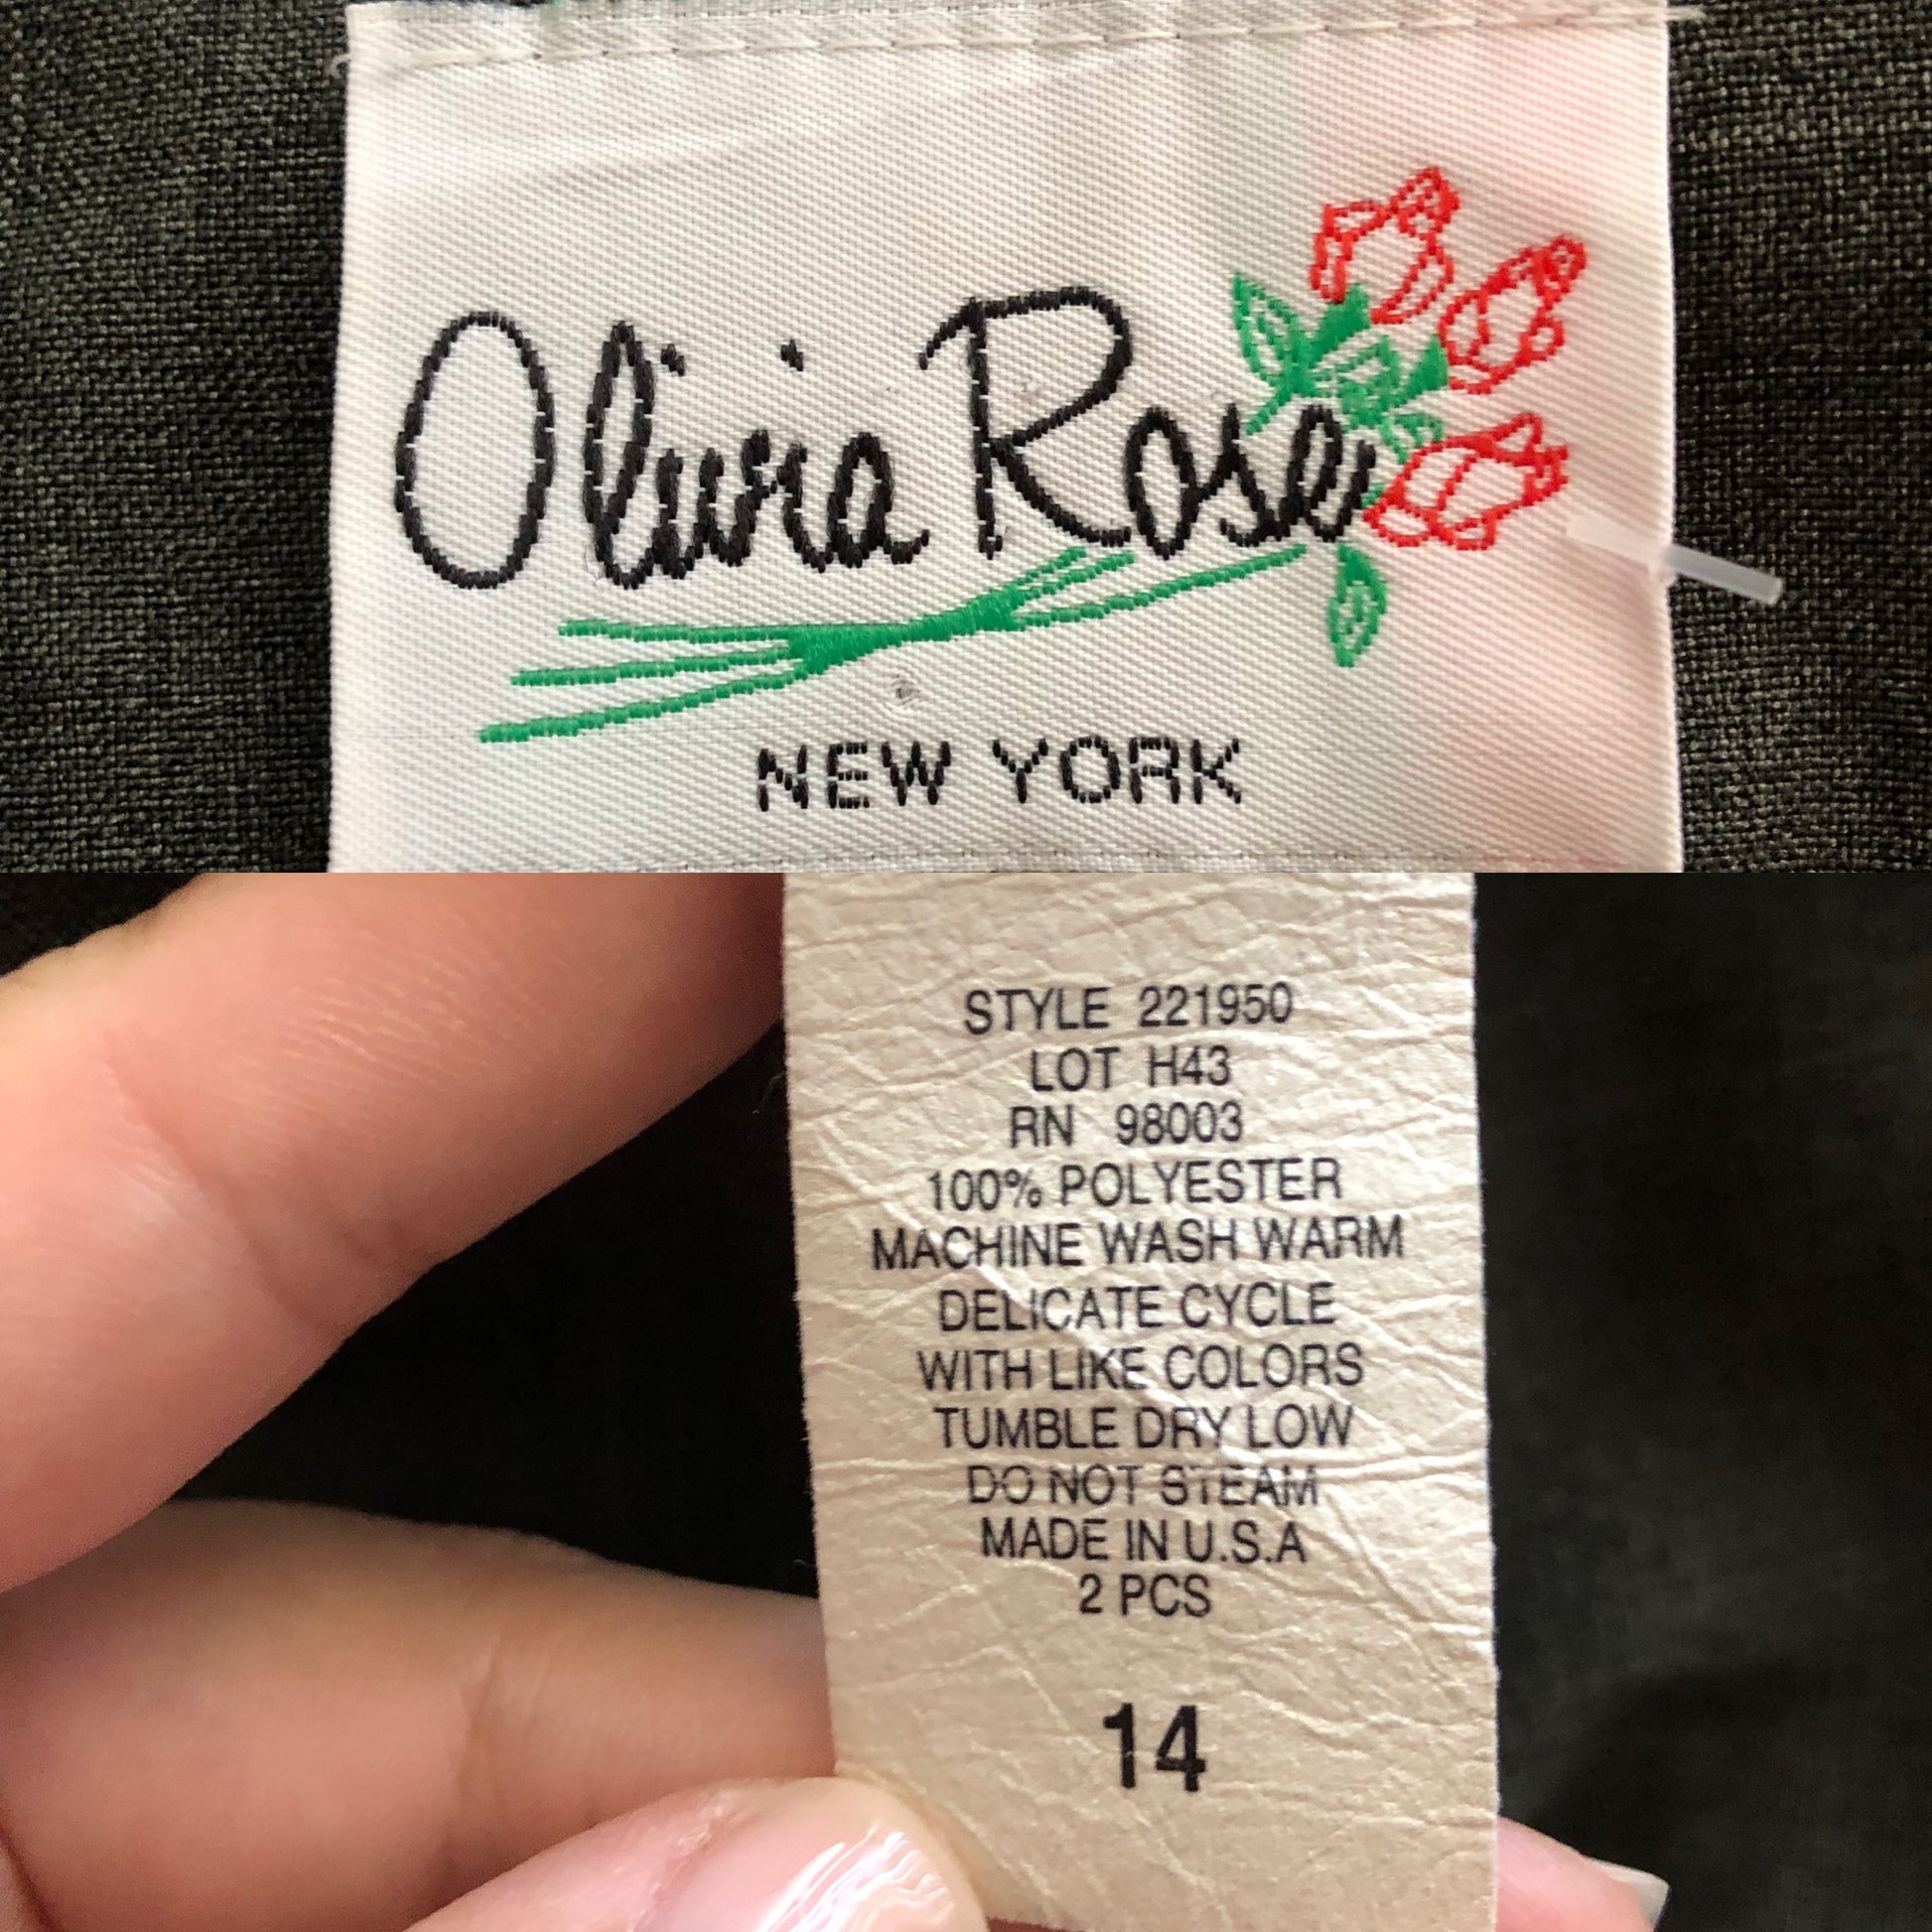 Olivia Rose
NEW YORK
STYLE 221950
LOT H43
RN 98003
100% POLYESTER
MACHINE WASH WARM
DELICATE CYCLE
WITH LIKE COLORS
TUMBLE DRY LOW
DO NOT STEAM
MADE IN U.S.A
2 PCS
14